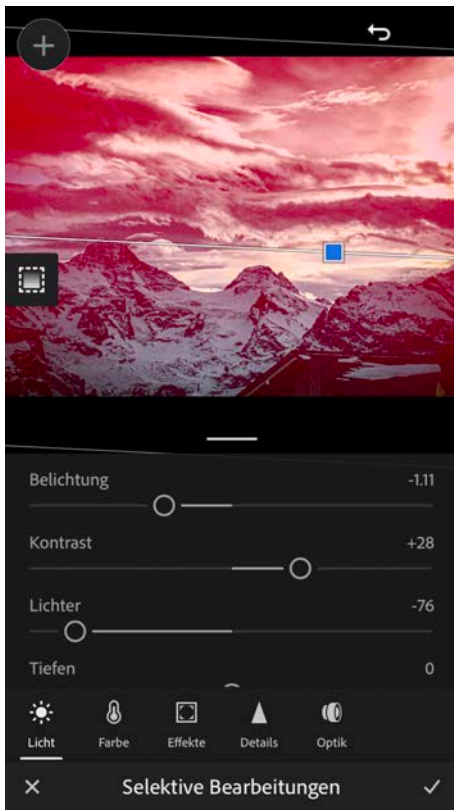 Belichtung -1.11
Kontrast +28
Lichter -76
Tiefen 0
Licht Farbe Effekte Details Optik
Selektive Bearbeitungen